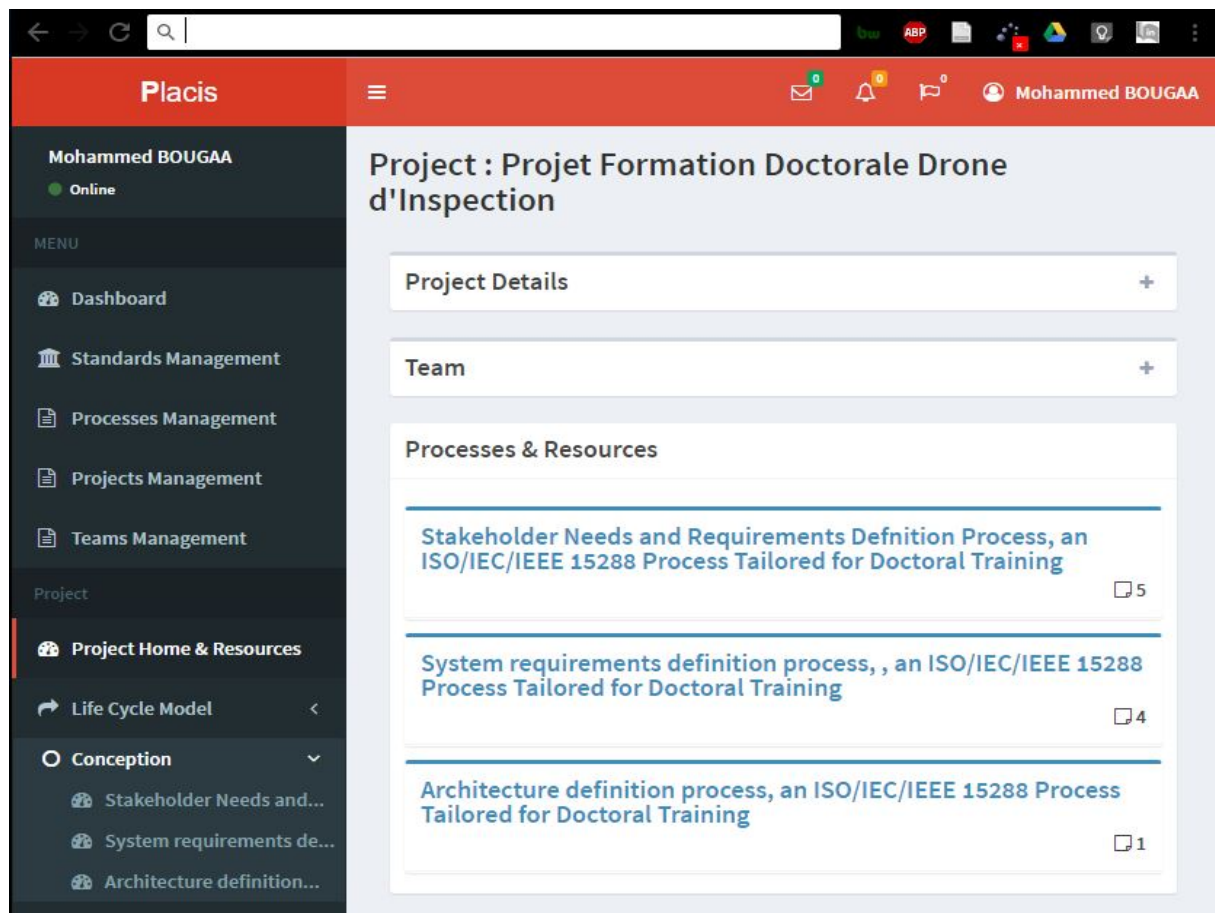 bw ABP
Placis
0 0 0 Mohammed BOUGAA
Mohammed BOUGAA
Online
MENU
Dashboard
Standards Management
Processes Management
Projects Management
Teams Management
Project
Project Home & Resources
Life Cycle Model
Conception
Stakeholder Needs and...
System requirements de...
Architecture definition...
Project : Projet Formation Doctorale Drone
d'Inspection
Project Details
Team
Processes & Resources
Stakeholder Needs and Requirements Defnition Process, an
ISO/IEC/IEEE 15288 Process Tailored for Doctoral Training
5
System requirements definition process, , an ISO/IEC/IEEE 15288
Process Tailored for Doctoral Training
4
Architecture definition process, an ISO/IEC/IEEE 15288 Process
Tailored for Doctoral Training
1